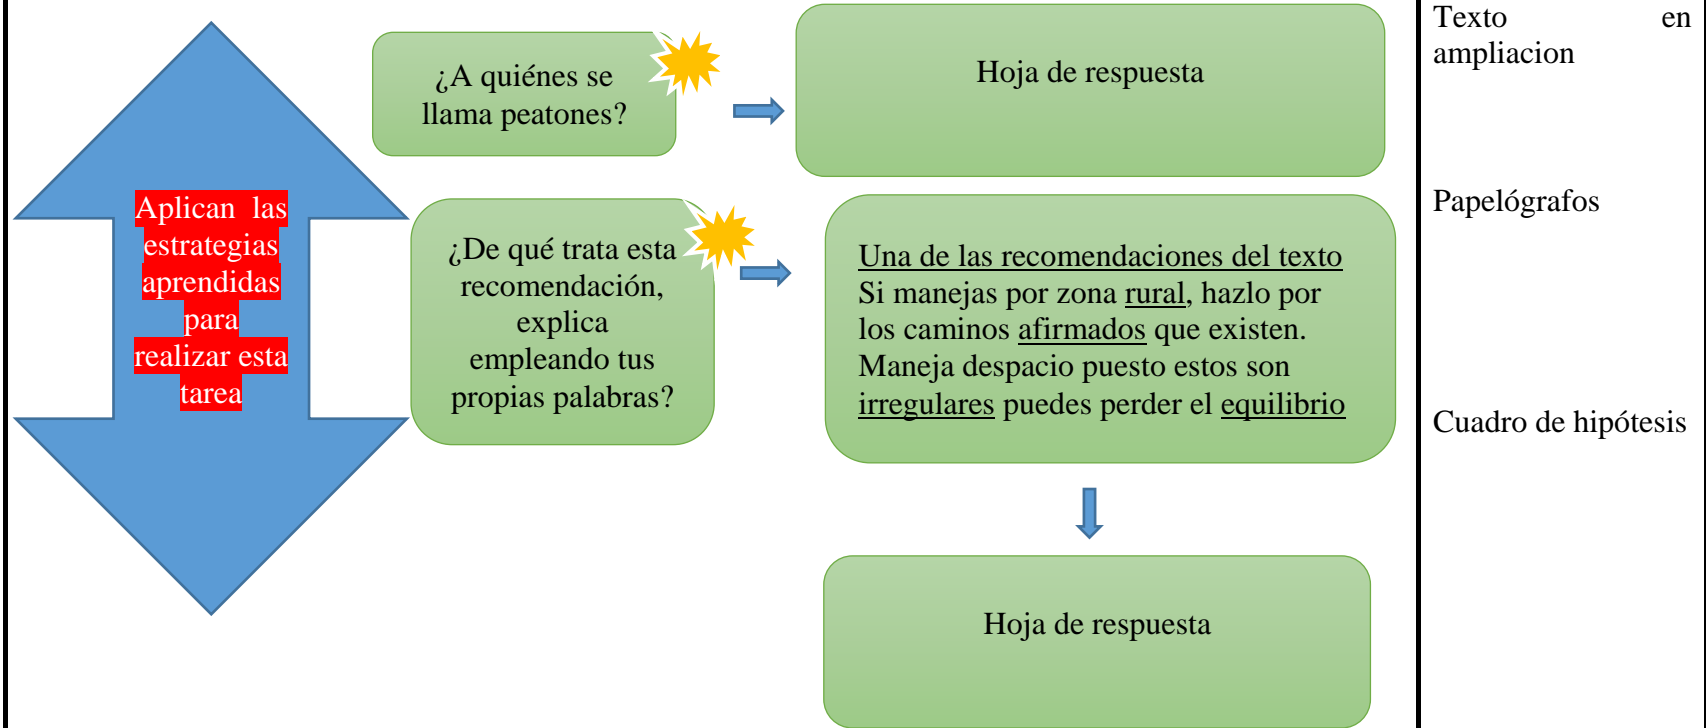 Aplican las
estrategias
aprendidas
para
realizar esta
tarea
¿A quiénes se
llama peatones?
Hoja de respuesta
¿De qué trata esta
recomendación,
explica
empleando tus
propias palabras?
Una de las recomendaciones del texto
Si manejas por zona rural, hazlo por
los caminos afirmados que existen.
Maneja despacio puesto estos son
irregulares puedes perder el equilibrio
Hoja de respuesta
Texto en
ampliacion
Papelógrafos
Cuadro de hipótesis